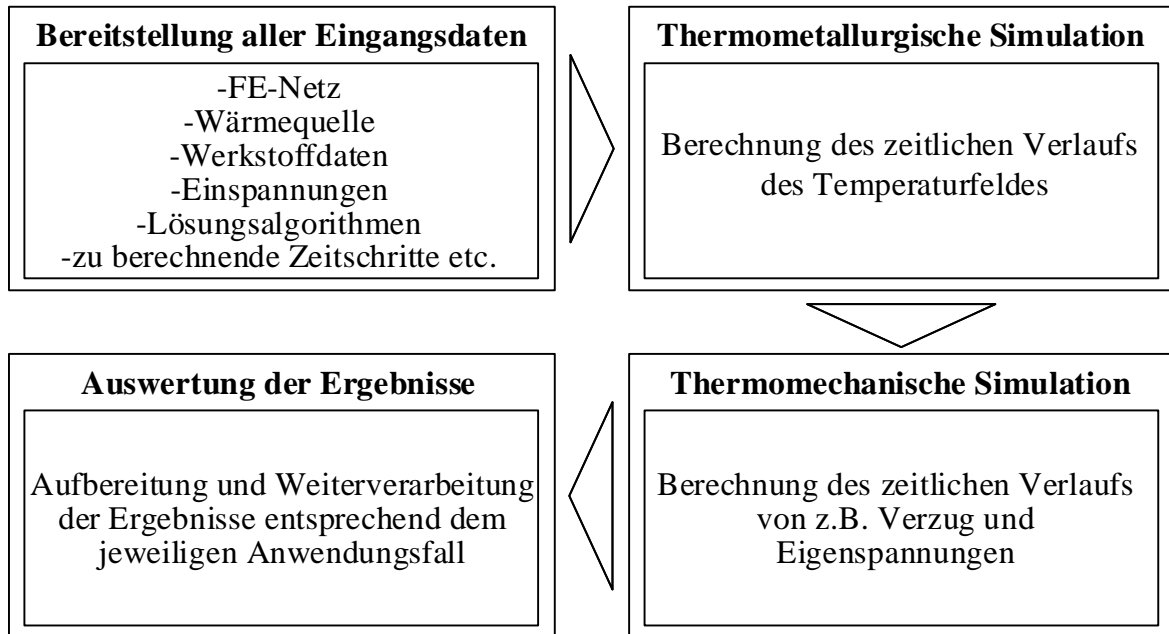 Bereitstellung aller Eingangsdaten
-FE-Netz
-Wärmequelle
-Werkstoffdaten
-Einspannungen
-Lösungsalgorithmen
-zu berechnende Zeitschritte etc.
Thermometallurgische Simulation
Berechnung des zeitlichen Verlaufs
des Temperaturfeldes
Thermomechanische Simulation
Berechnung des zeitlichen Verlaufs
von z.B. Verzug und
Eigenspannungen
Auswertung der Ergebnisse
Aufbereitung und Weiterverarbeitung
der Ergebnisse entsprechend dem
jeweiligen Anwendungsfall